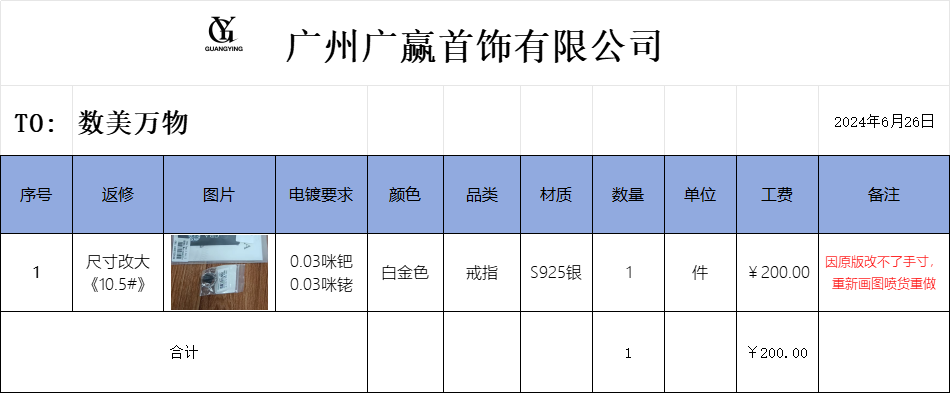 GY
GUANGYING
广州广赢首饰有限公司
TO: 数美万物
2024年6月26日
序号 返修 图片 电镀要求 颜色 品类 材质 数量 单位 工费 备注
1 尺寸改大 《10.5#》 0.03咪钯 0.03咪铑 白金色 戒指 S925银 1 件 ￥200.00 因原版改不了手寸， 重新画图喷货重做
合计 1 ￥200.00